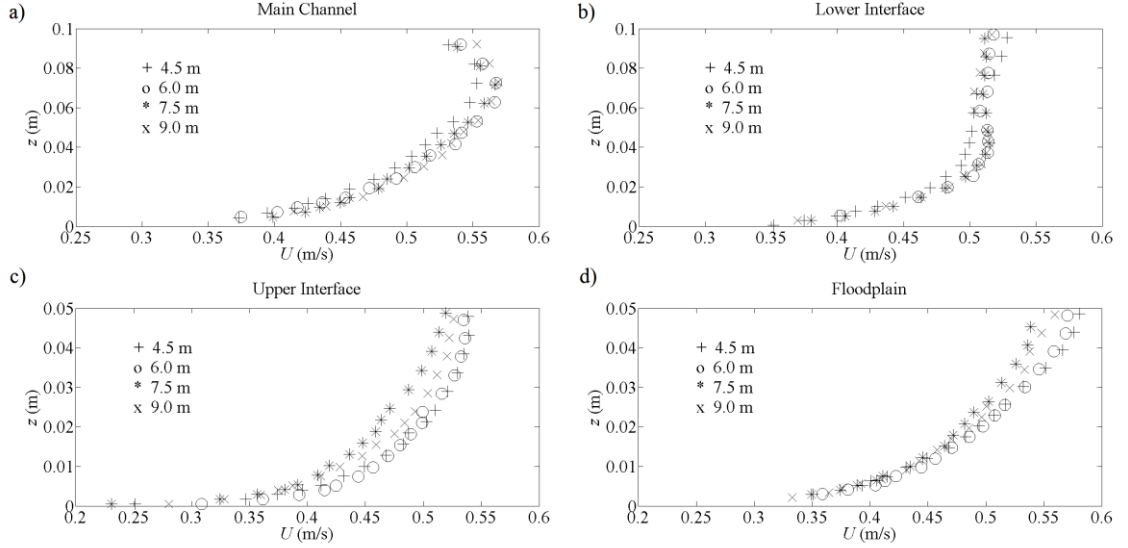 a)
Main Channel
0.1
0.08
0.06
0.04
0.02
0
z (m)
+ 4.5 m
o 6.0 m
* 7.5 m
x 9.0 m
0.25 0.3 0.35 0.4 0.45 0.5 0.55 0.6
U (m/s)
b)
Lower Interface
0.1
0.08
0.06
0.04
0.02
0
z (m)
+ 4.5 m
o 6.0 m
* 7.5 m
x 9.0 m
0.25 0.3 0.35 0.4 0.45 0.5 0.55 0.6
U (m/s)
c)
Upper Interface
0.05
0.04
0.03
0.02
0.01
0
z (m)
+ 4.5 m
o 6.0 m
* 7.5 m
x 9.0 m
0.2 0.25 0.3 0.35 0.4 0.45 0.5 0.55 0.6
U (m/s)
d)
Floodplain
0.05
0.04
0.03
0.02
0.01
0
z (m)
+ 4.5 m
o 6.0 m
* 7.5 m
x 9.0 m
0.2 0.25 0.3 0.35 0.4 0.45 0.5 0.55 0.6
U (m/s)